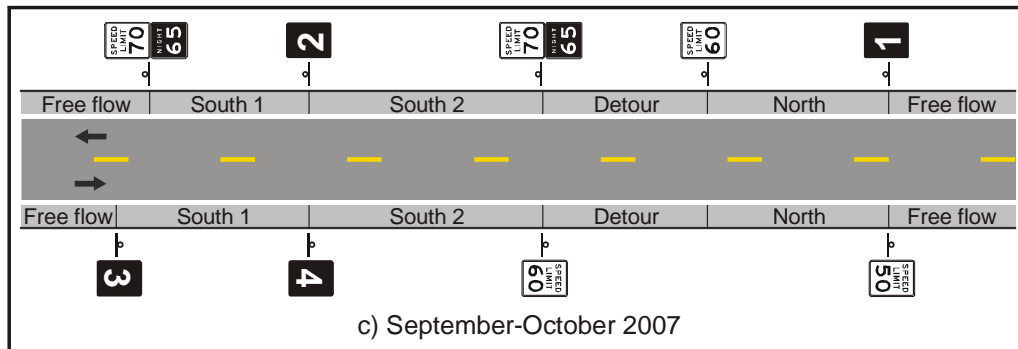 SPEED
LIMIT
70
NIGHT
65
2
SPEED
LIMIT
70
NIGHT
65
SPEED
LIMIT
60
1
Free flow South 1 South 2 Detour North Free flow
Free flow South 1 South 2 Detour North Free flow
3
4
SPEED
LIMIT
60
SPEED
LIMIT
50
c) September-October 2007